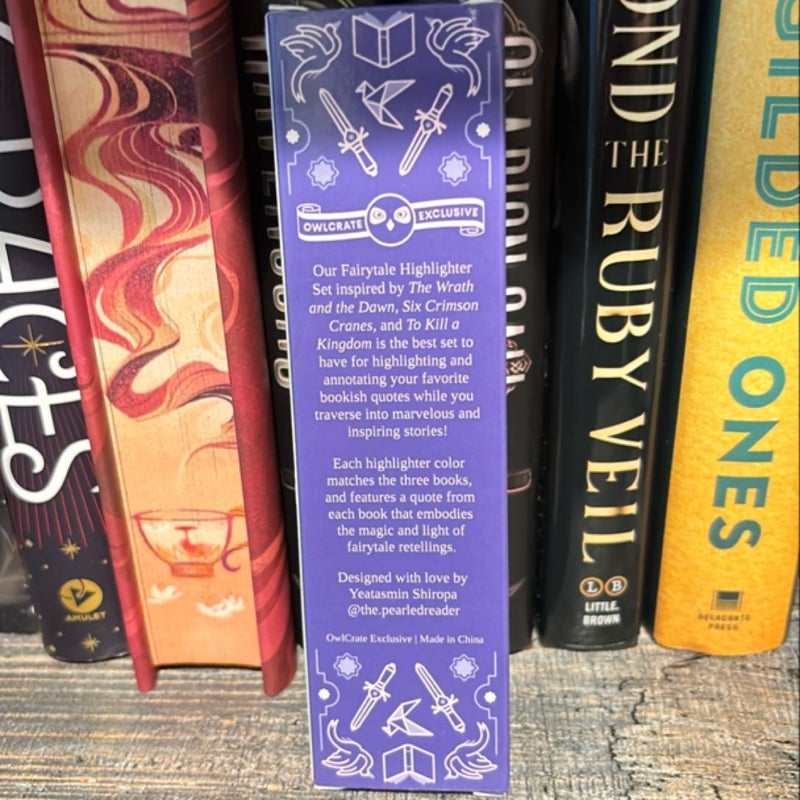 OWLCRATE EXCLUSIVE
Our Fairytale Highlighter
Set inspired by The Wrath
and the Dawn, Six Crimson
Cranes, and To Kill a
Kingdom is the best set to
have for highlighting and
annotating your favorite
bookish quotes while you
traverse into marvelous and
inspiring stories!
Each highlighter color
matches the three books,
and features a quote from
each book that embodies
the magic and light of
fairytale retellings.
Designed with love by
Yeatasmin Shiropa
@the.pearledreader
OwlCrate Exclusive | Made in China
AMULET
OND THE RUBY VEIL
L B
LITTLE,
BROWN
ILDED ONES
DELACORTE
PRESS